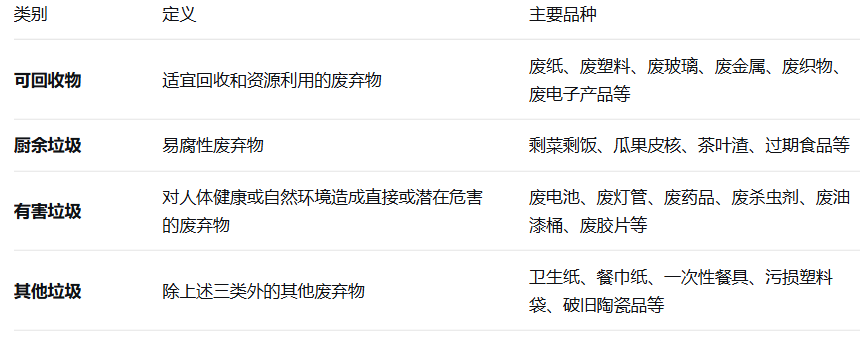 类别 定义 主要品种
可回收物 适宜回收和资源利用的废弃物 废纸、废塑料、废玻璃、废金属、废织物、
废电子产品等
厨余垃圾 易腐性废弃物 剩菜剩饭、瓜果皮核、茶叶渣、过期食品等
有害垃圾 对人体健康或自然环境造成直接或潜在危害
的废弃物 废电池、废灯管、废药品、废杀虫剂、废油
漆桶、废胶片等
其他垃圾 除上述三类外的其他废弃物 卫生纸、餐巾纸、一次性餐具、污损塑料
袋、破旧陶瓷品等